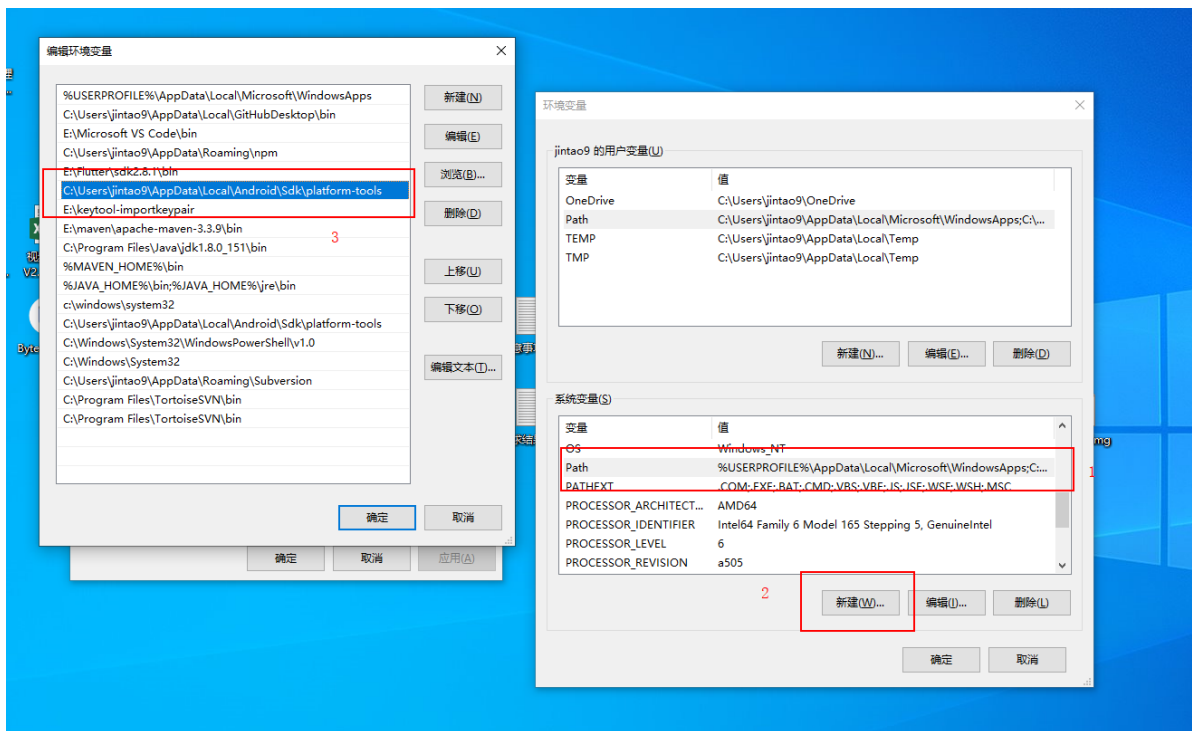 编辑环境变量
%USERPROFILE%\AppData\Local\Microsoft\WindowsApps
C:\Users\jintao9\AppData\Local\GitHubDesktop\bin
E:\Microsoft VS Code\bin
C:\Users\jintao9\AppData\Roaming\npm
E:\Flutter\sdk2.8.1\bin
C:\Users\jintao9\AppData\Local\Android\Sdk\platform-tools
E:\keytool-importkeypair
E:\maven\apache-maven-3.3.9\bin
3
C:\Program Files\Java\jdk1.8.0_151\bin
%MAVEN_HOME%\bin
%JAVA_HOME%\bin;%JAVA_HOME%\jre\bin
c:\windows\system32
C:\Users\jintao9\AppData\Local\Android\Sdk\platform-tools
C:\Windows\System32\WindowsPowerShell\v1.0
C:\Windows\System32
C:\Users\jintao9\AppData\Roaming\Subversion
C:\Program Files\TortoiseSVN\bin
C:\Program Files\TortoiseSVN\bin
新建(N)
编辑(E)
浏览(B)...
删除(D)
上移(U)
下移(O)
编辑文本(T)...
确定 取消
确定 取消 应用(A)
环境变量
jintao9 的用户变量(U)
变量 值
OneDrive C:\Users\jintao9\OneDrive
Path C:\Users\jintao9\AppData\Local\Microsoft\WindowsApps;C:\...
TEMP C:\Users\jintao9\AppData\Local\Temp
TMP C:\Users\jintao9\AppData\Local\Temp
新建(N)... 编辑(E)... 删除(D)
系统变量(S)
变量 值
OS Windows_NT
Path %USERPROFILE%\AppData\Local\Microsoft\WindowsApps;C:...
1
PATHEXT .COM;.EXE;.BAT;.CMD;.VBS;.VBE;.JS;.JSE;.WSF;.WSH;.MSC
PROCESSOR_ARCHITECT... AMD64
PROCESSOR_IDENTIFIER Intel64 Family 6 Model 165 Stepping 5, GenuineIntel
PROCESSOR_LEVEL 6
PROCESSOR_REVISION a505
2
新建(W)... 编辑(I)... 删除(L)
确定 取消
V2.
Byte
mg